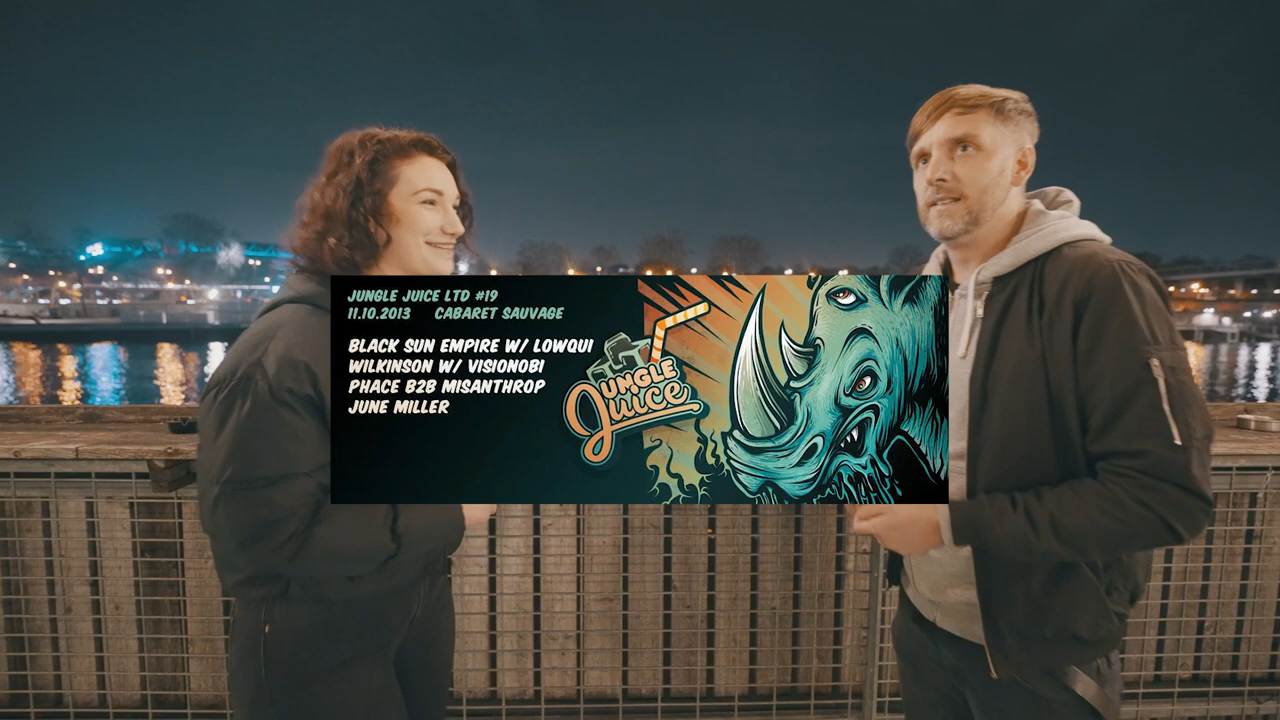 JUNGLE JUICE LTD #19
11.10.2013 CABARET SAUVAGE
BLACK SUN EMPIRE W/ LOWQUI
WILKINSON W/ VISIONOBI
PHACE B2B MISANTHROP
JUNE MILLER
JUNGLE
Juice